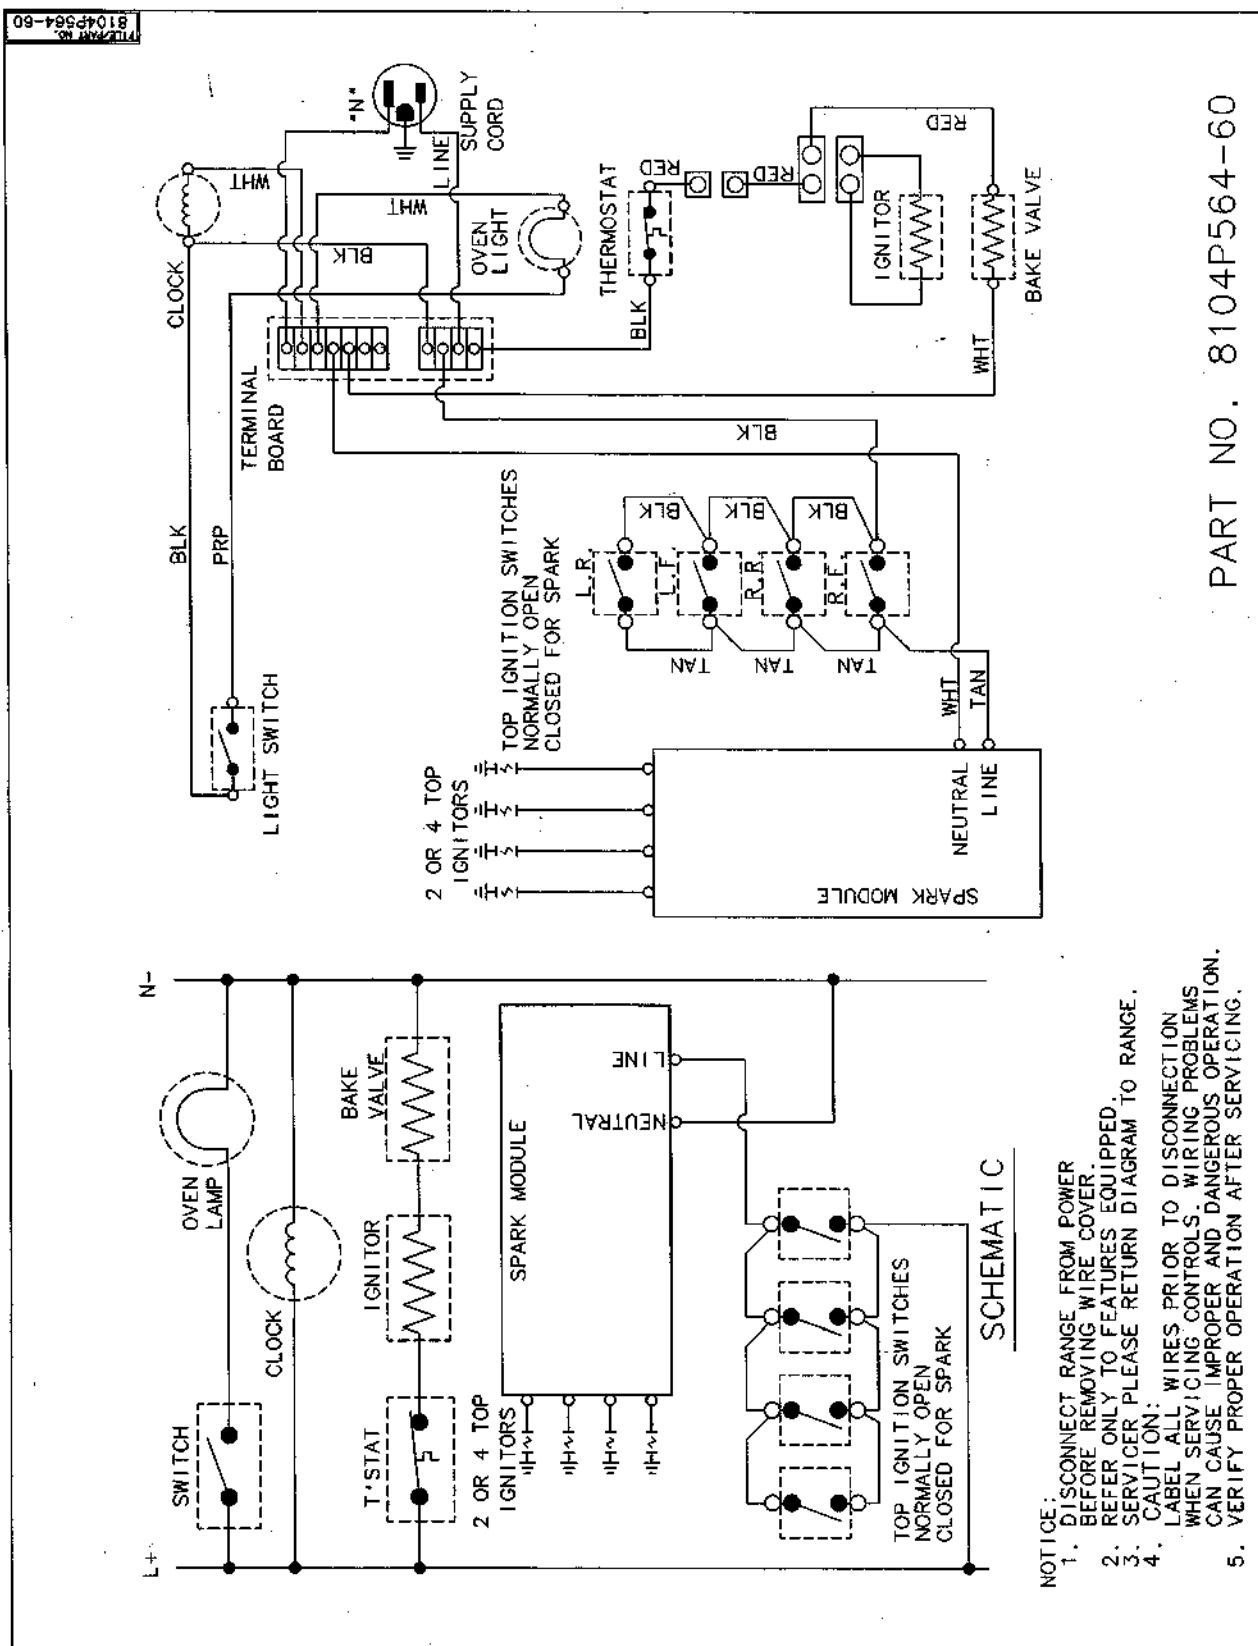 FILE/PART NO.
8104P564-60
"N"
SUPPLY
CORD
LINE
WHT
CLOCK
BLK
WHT
OVEN
LIGHT
THERMOSTAT
RED
RED
RED
IGNITOR
BAKE VALVE
BLK
WHT
TERMINAL
BOARD
BLK
PRP
BLK
LIGHT SWITCH
TOP IGNITION SWITCHES
NORMALLY OPEN
CLOSED FOR SPARK
L.R.
L.F.
R.R.
R.F.
BLK
BLK
BLK
TAN
TAN
TAN
WHT
TAN
2 OR 4 TOP
IGNITORS
NEUTRAL
LINE
SPARK MODULE
PART NO. 8104P564-60
L+
N-
SWITCH
OVEN
LAMP
CLOCK
T'STAT
IGNITOR
BAKE
VALVE
2 OR 4 TOP
IGNITORS
SPARK MODULE
LINE
NEUTRAL
TOP IGNITION SWITCHES
NORMALLY OPEN
CLOSED FOR SPARK
SCHEMATIC
NOTICE:
1. DISCONNECT RANGE FROM POWER
BEFORE REMOVING WIRE COVER.
2. REFER ONLY TO FEATURES EQUIPPED.
3. SERVICER PLEASE RETURN DIAGRAM TO RANGE.
4. CAUTION:
LABEL ALL WIRES PRIOR TO DISCONNECTION
WHEN SERVICING CONTROLS. WIRING PROBLEMS
CAN CAUSE IMPROPER AND DANGEROUS OPERATION.
5. VERIFY PROPER OPERATION AFTER SERVICING.